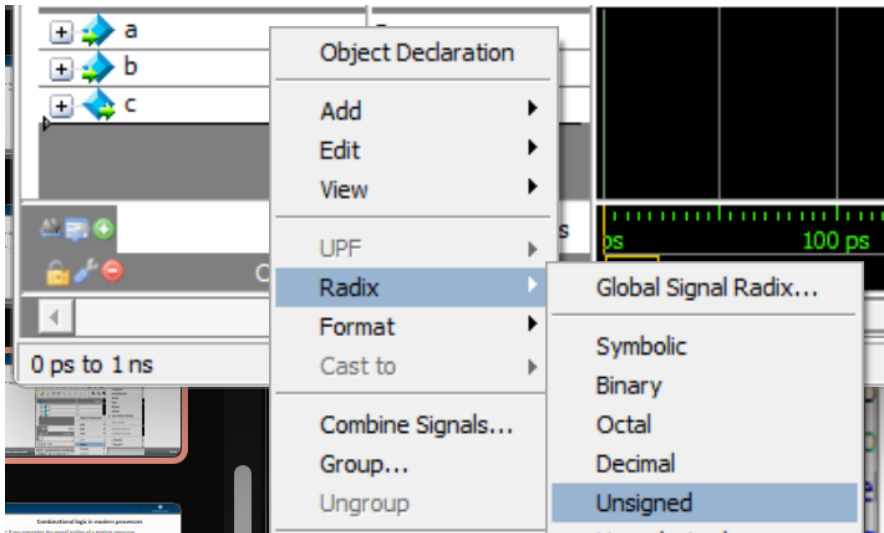 a
b
c
Object Declaration
Add
Edit
View
UPF
Radix
Format
Cast to
Combine Signals...
Group...
Ungroup
s
ps
100 ps
Global Signal Radix...
Symbolic
Binary
Octal
Decimal
Unsigned
0 ps to 1 ns
Combinational logic in modern processors